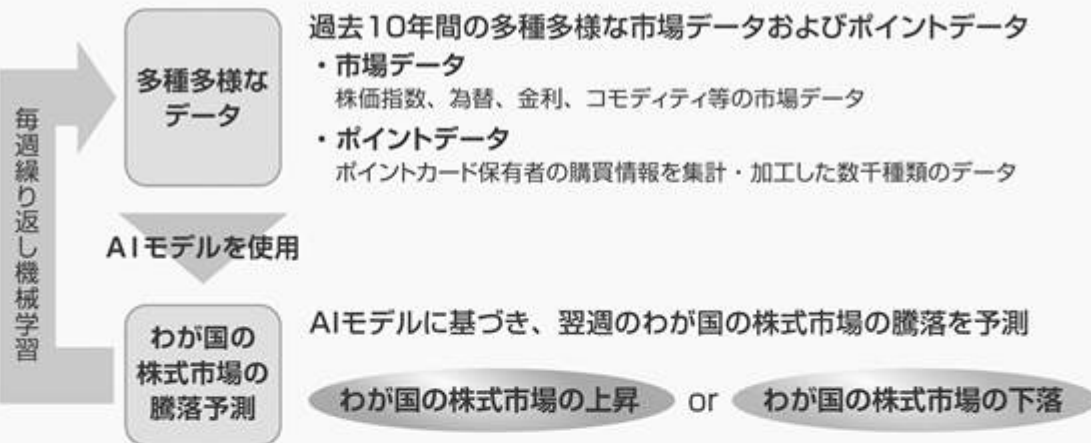 過去10年間の多種多様な市場データおよびポイントデータ
多種多様な
データ
・市場データ
株価指数、為替、金利、コモディティ等の市場データ
・ポイントデータ
ポイントカード保有者の購買情報を集計・加工した数千種類のデータ
毎週繰り返し機械学習
AIモデルを使用
わが国の
株式市場の
騰落予測
AIモデルに基づき、翌週のわが国の株式市場の騰落を予測
わが国の株式市場の上昇 or わが国の株式市場の下落